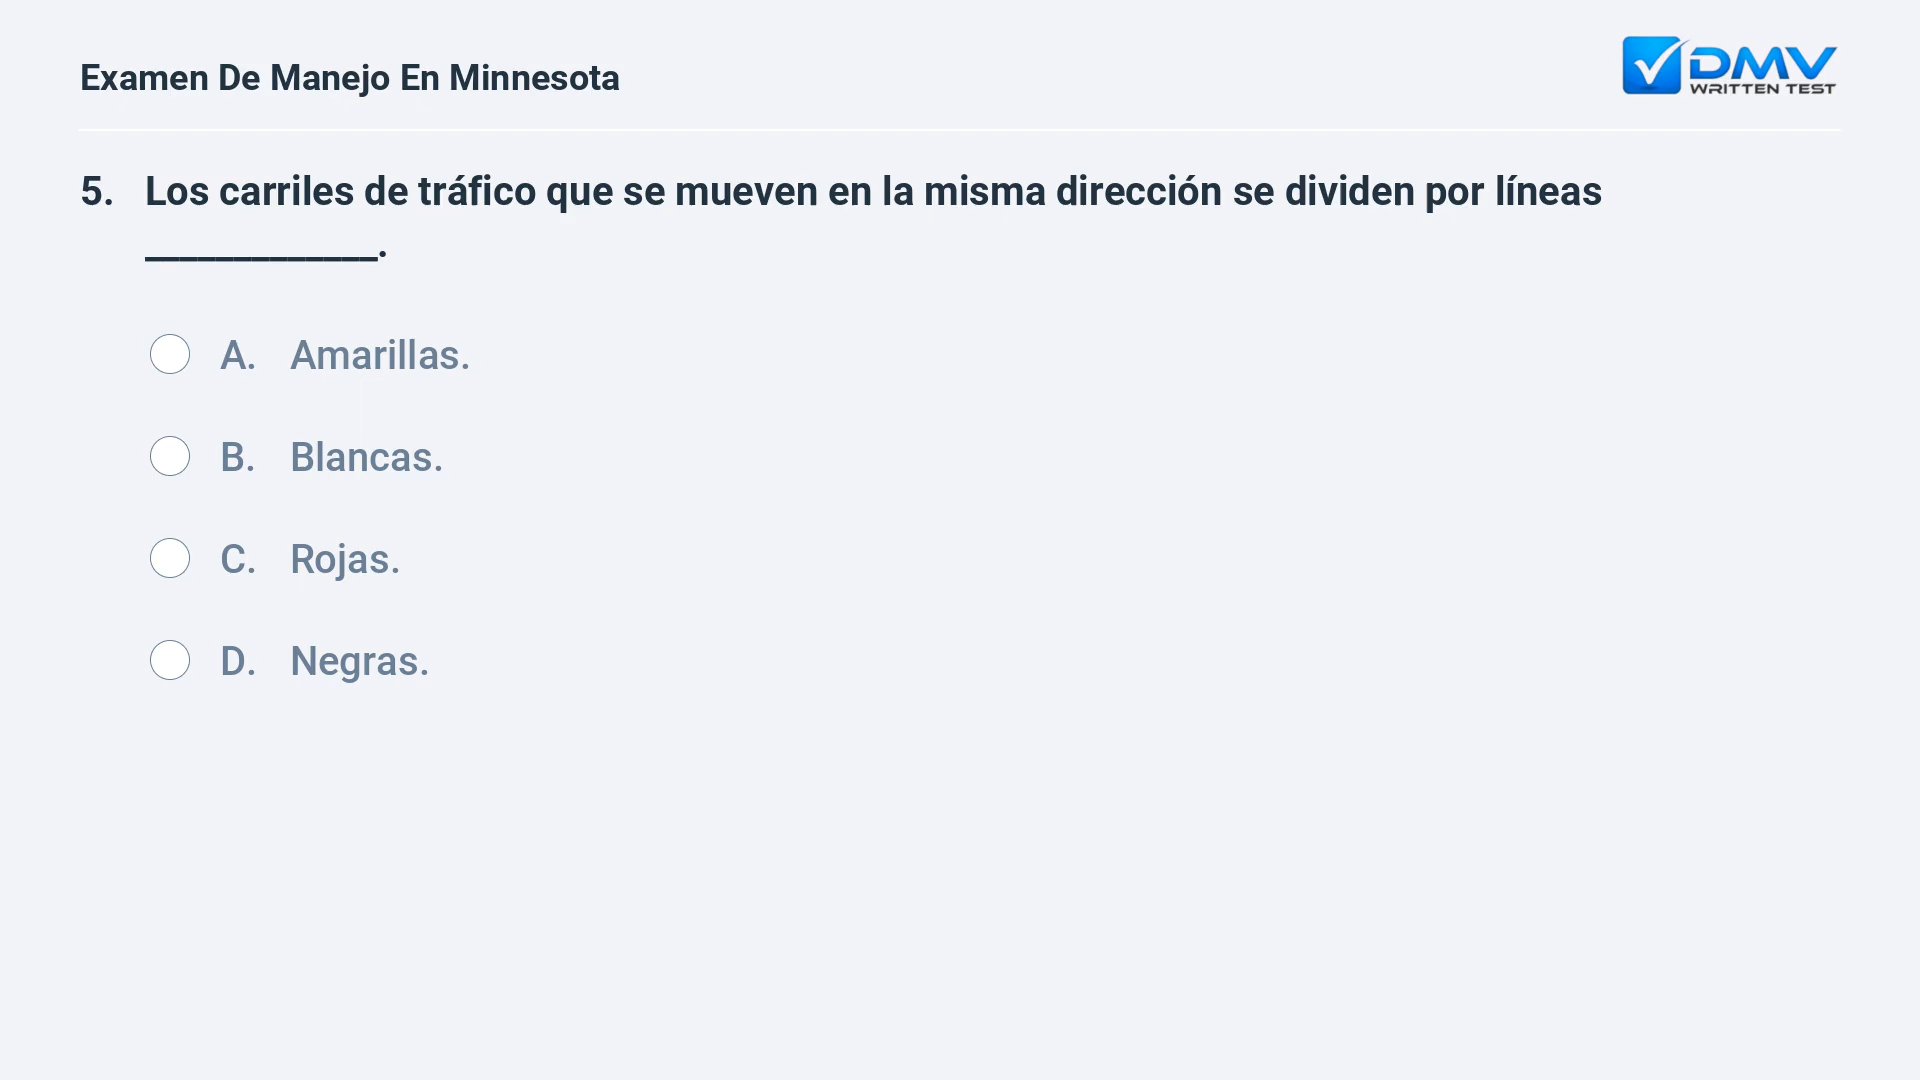 Examen De Manejo En Minnesota
DMV
WRITTEN TEST
5. Los carriles de tráfico que se mueven en la misma dirección se dividen por líneas
_____________.
A. Amarillas.
B. Blancas.
C. Rojas.
D. Negras.